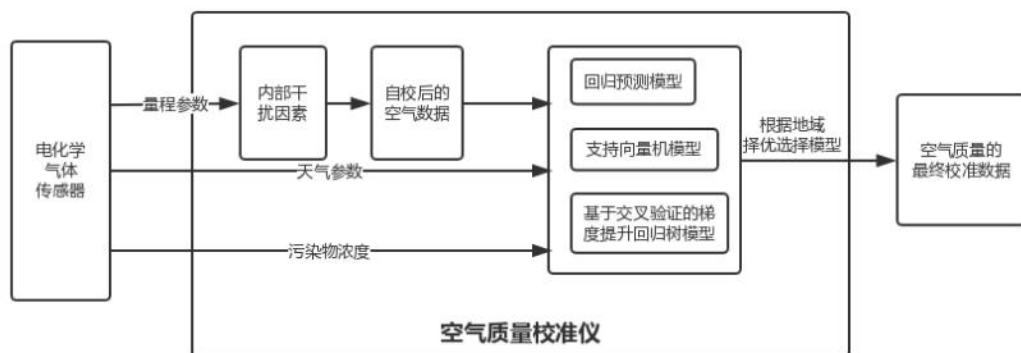 电化学
气体
传感器
量程参数
内部干
扰因素
自校后的
空气数据
天气参数
污染物浓度
回归预测模型
支持向量机模型
基于交叉验证的梯
度提升回归树模型
根据地域
择优选择模型
空气质量的
最终校准数据
空气质量校准仪